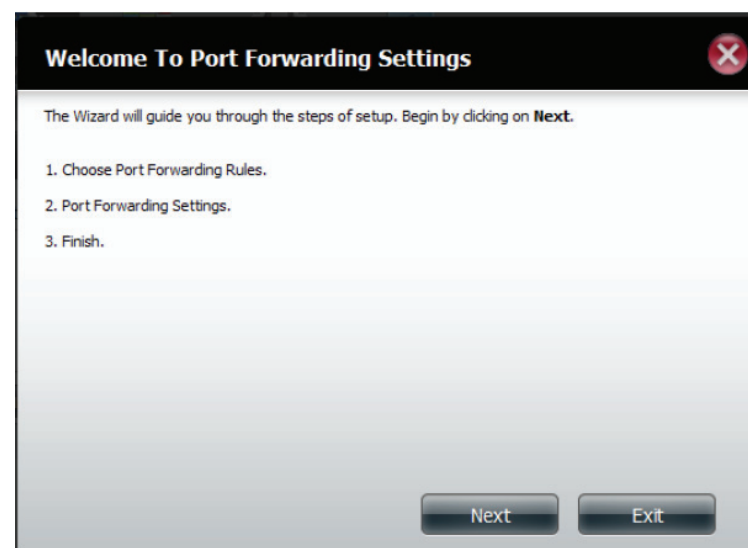 Welcome To Port Forwarding Settings
The Wizard will guide you through the steps of setup. Begin by clicking on Next.
1. Choose Port Forwarding Rules.
2. Port Forwarding Settings.
3. Finish.
Next Exit